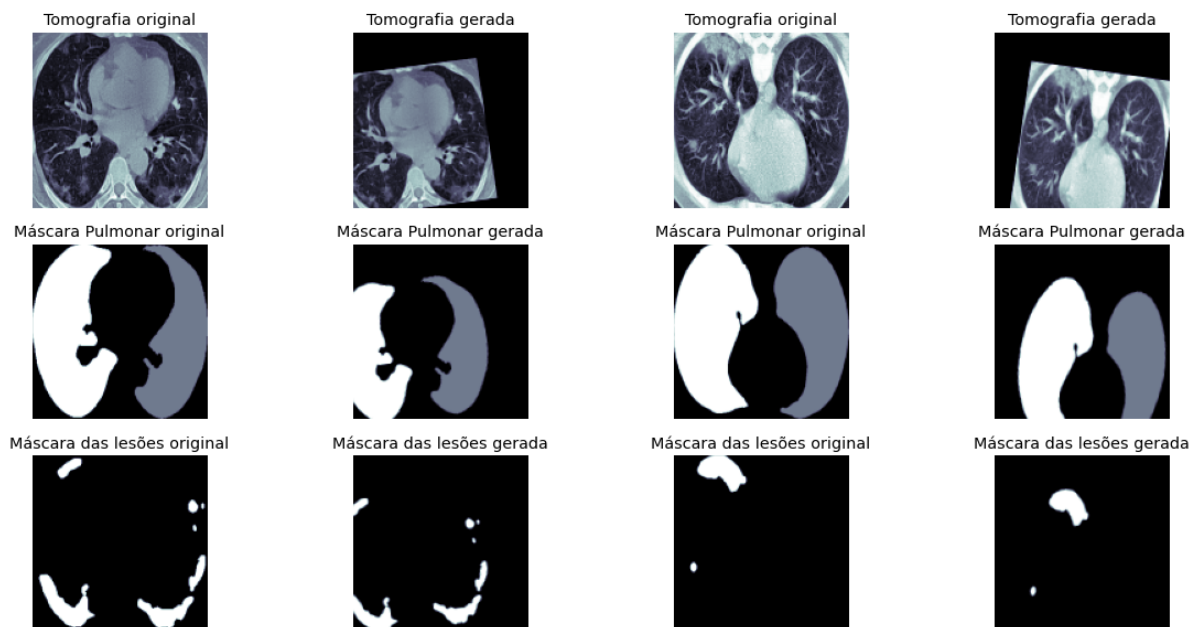 Tomografia original
Tomografia gerada
Tomografia original
Tomografia gerada
Máscara Pulmonar original
Máscara Pulmonar gerada
Máscara Pulmonar original
Máscara Pulmonar gerada
Máscara das lesões original
Máscara das lesões gerada
Máscara das lesões original
Máscara das lesões gerada